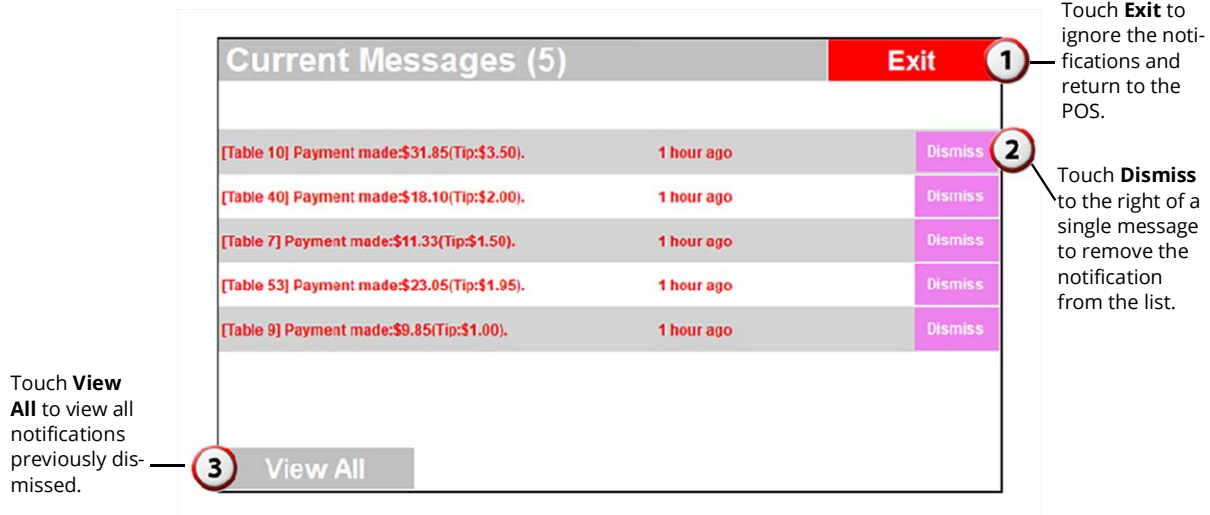 Touch Exit to
ignore the noti-
fications and
return to the
POS.
Current Messages (5)
Exit
1
[Table 10] Payment made:$31.85(Tip:$3.50). 1 hour ago Dismiss
2
[Table 40] Payment made:$18.10(Tip:$2.00). 1 hour ago Dismiss
[Table 7] Payment made:$11.33(Tip:$1.50). 1 hour ago Dismiss
[Table 53] Payment made:$23.05(Tip:$1.95). 1 hour ago Dismiss
[Table 9] Payment made:$9.85(Tip:$1.00). 1 hour ago Dismiss
Touch Dismiss
to the right of a
single message
to remove the
notification
from the list.
Touch View
All to view all
notifications
previously dis-
missed.
3
View All